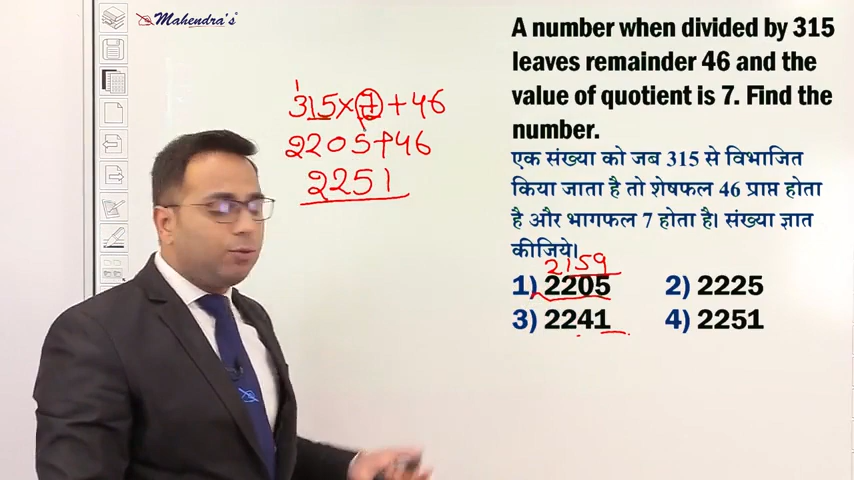 Mahendra's
A number when divided by 315
leaves remainder 46 and the
value of quotient is 7. Find the
number.
एक संख्या को जब 315 से विभाजित
किया जाता है तो शेषफल 46 प्राप्त होता
है और भागफल 7 होता है। संख्या ज्ञात
कीजिये।
2159
1) 2205 2) 2225
3) 2241 4) 2251
315×7+46
2205+46
2251